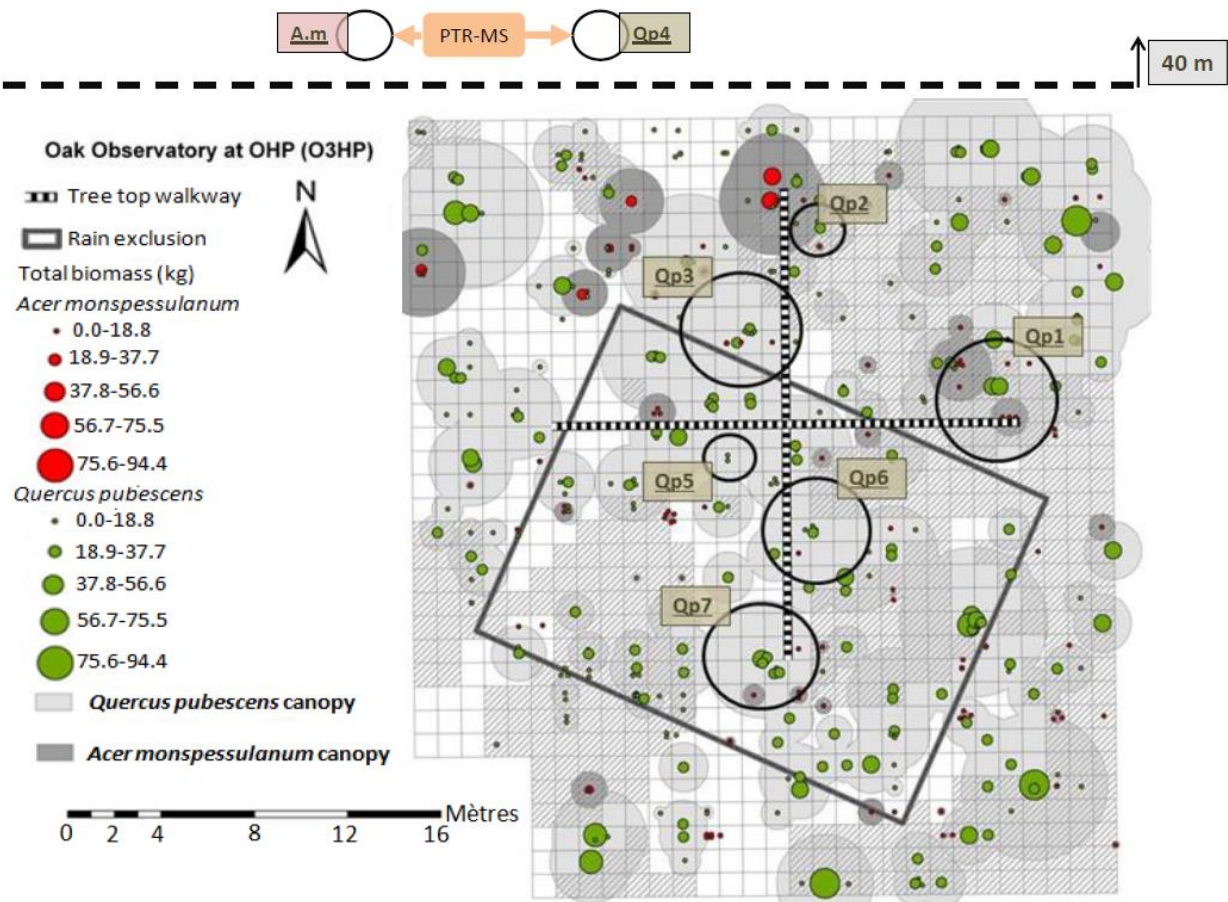 A.m
PTR-MS
Qp4
40 m
Oak Observatory at OHP (O3HP)
Tree top walkway
N
Rain exclusion
Total biomass (kg)
Acer monspessulanum
0.0-18.8
18.9-37.7
37.8-56.6
56.7-75.5
75.6-94.4
Quercus pubescens
0.0-18.8
18.9-37.7
37.8-56.6
56.7-75.5
75.6-94.4
Quercus pubescens canopy
Acer monspessulanum canopy
Mètres
0 2 4 8 12 16
Qp2
Qp3
Qp1
Qp5
Qp6
Qp7